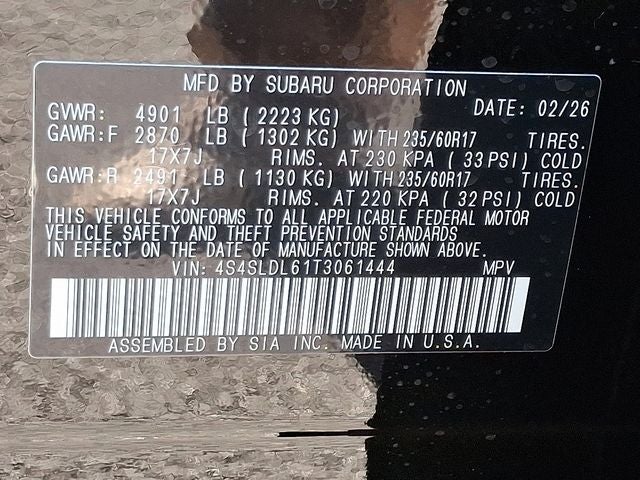 MFD BY SUBARU CORPORATION
GVWR: 4901 LB ( 2223 KG) DATE: 02/26
GAWR:F 2870 LB ( 1302 KG) WITH 235/60R17 TIRES.
17X7J RIMS. AT 230 KPA ( 33 PSI) COLD
GAWR:R 2491 LB ( 1130 KG) WITH 235/60R17 TIRES.
17X7J RIMS. AT 220 KPA ( 32 PSI) COLD
THIS VEHICLE CONFORMS TO ALL APPLICABLE FEDERAL MOTOR
VEHICLE SAFETY AND THEFT PREVENTION STANDARDS
IN EFFECT ON THE DATE OF MANUFACTURE SHOWN ABOVE.
VIN: 4S4SLDL61T3061444 MPV
ASSEMBLED BY SIA INC. MADE IN U.S.A.